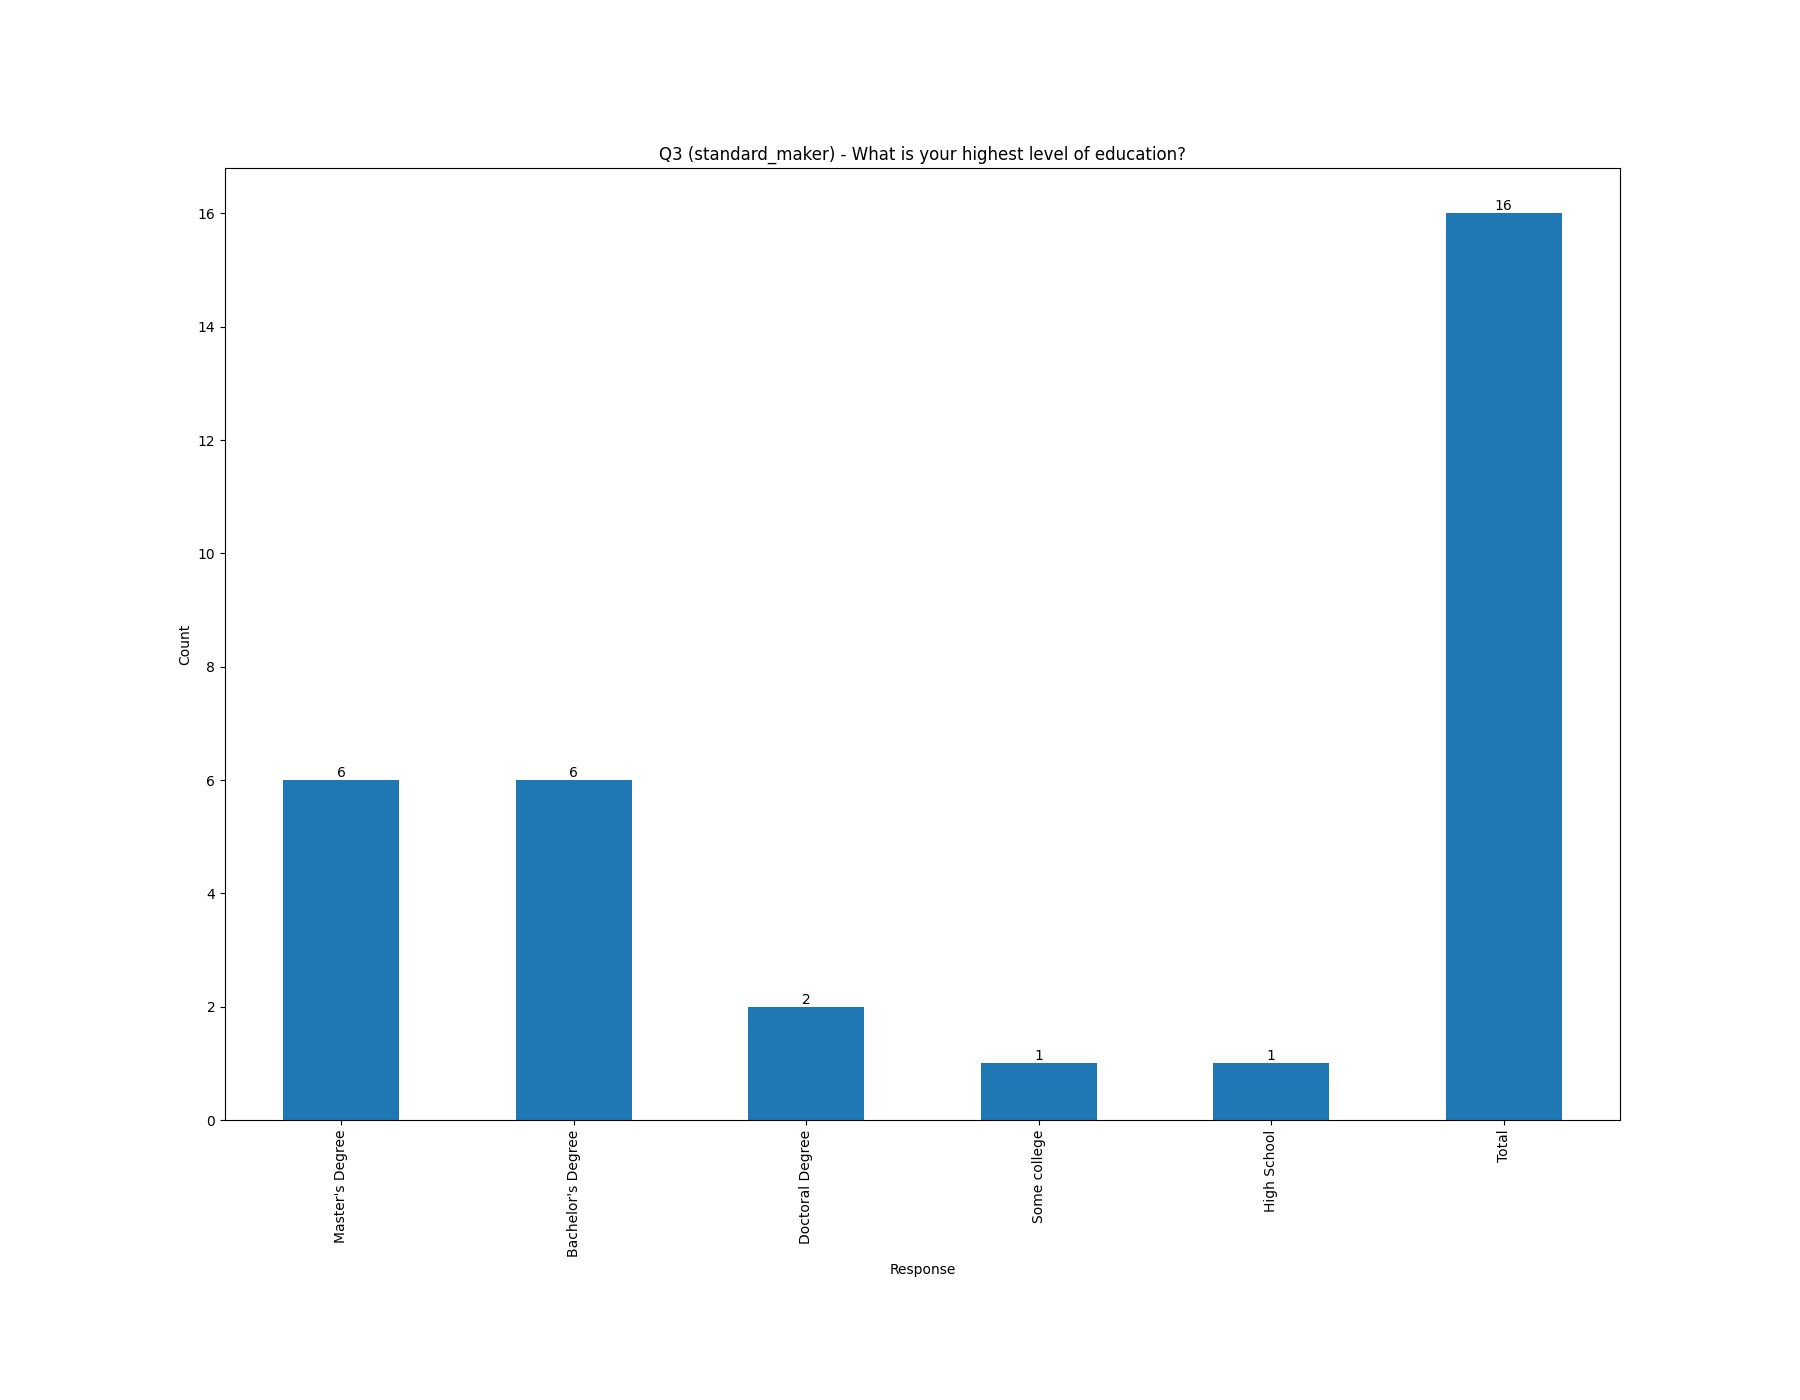 Q3 (standard_maker) - What is your highest level of education?
16
14
12
10
8
6
4
2
0
Count
6
6
2
1
1
16
Master's Degree
Bachelor's Degree
Doctoral Degree
Some college
High School
Total
Response